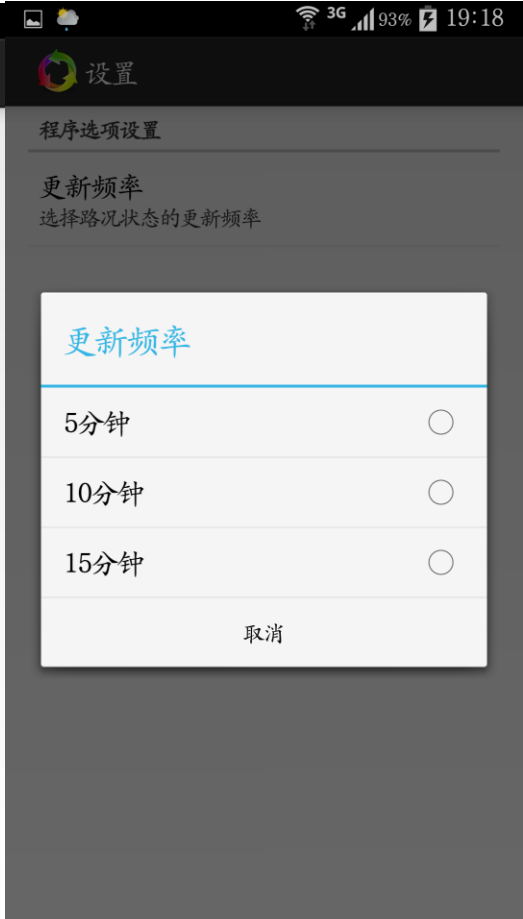 3G 93% 19:18
设置
程序选项设置
更新频率
选择路况状态的更新频率
更新频率
5分钟
10分钟
15分钟
取消